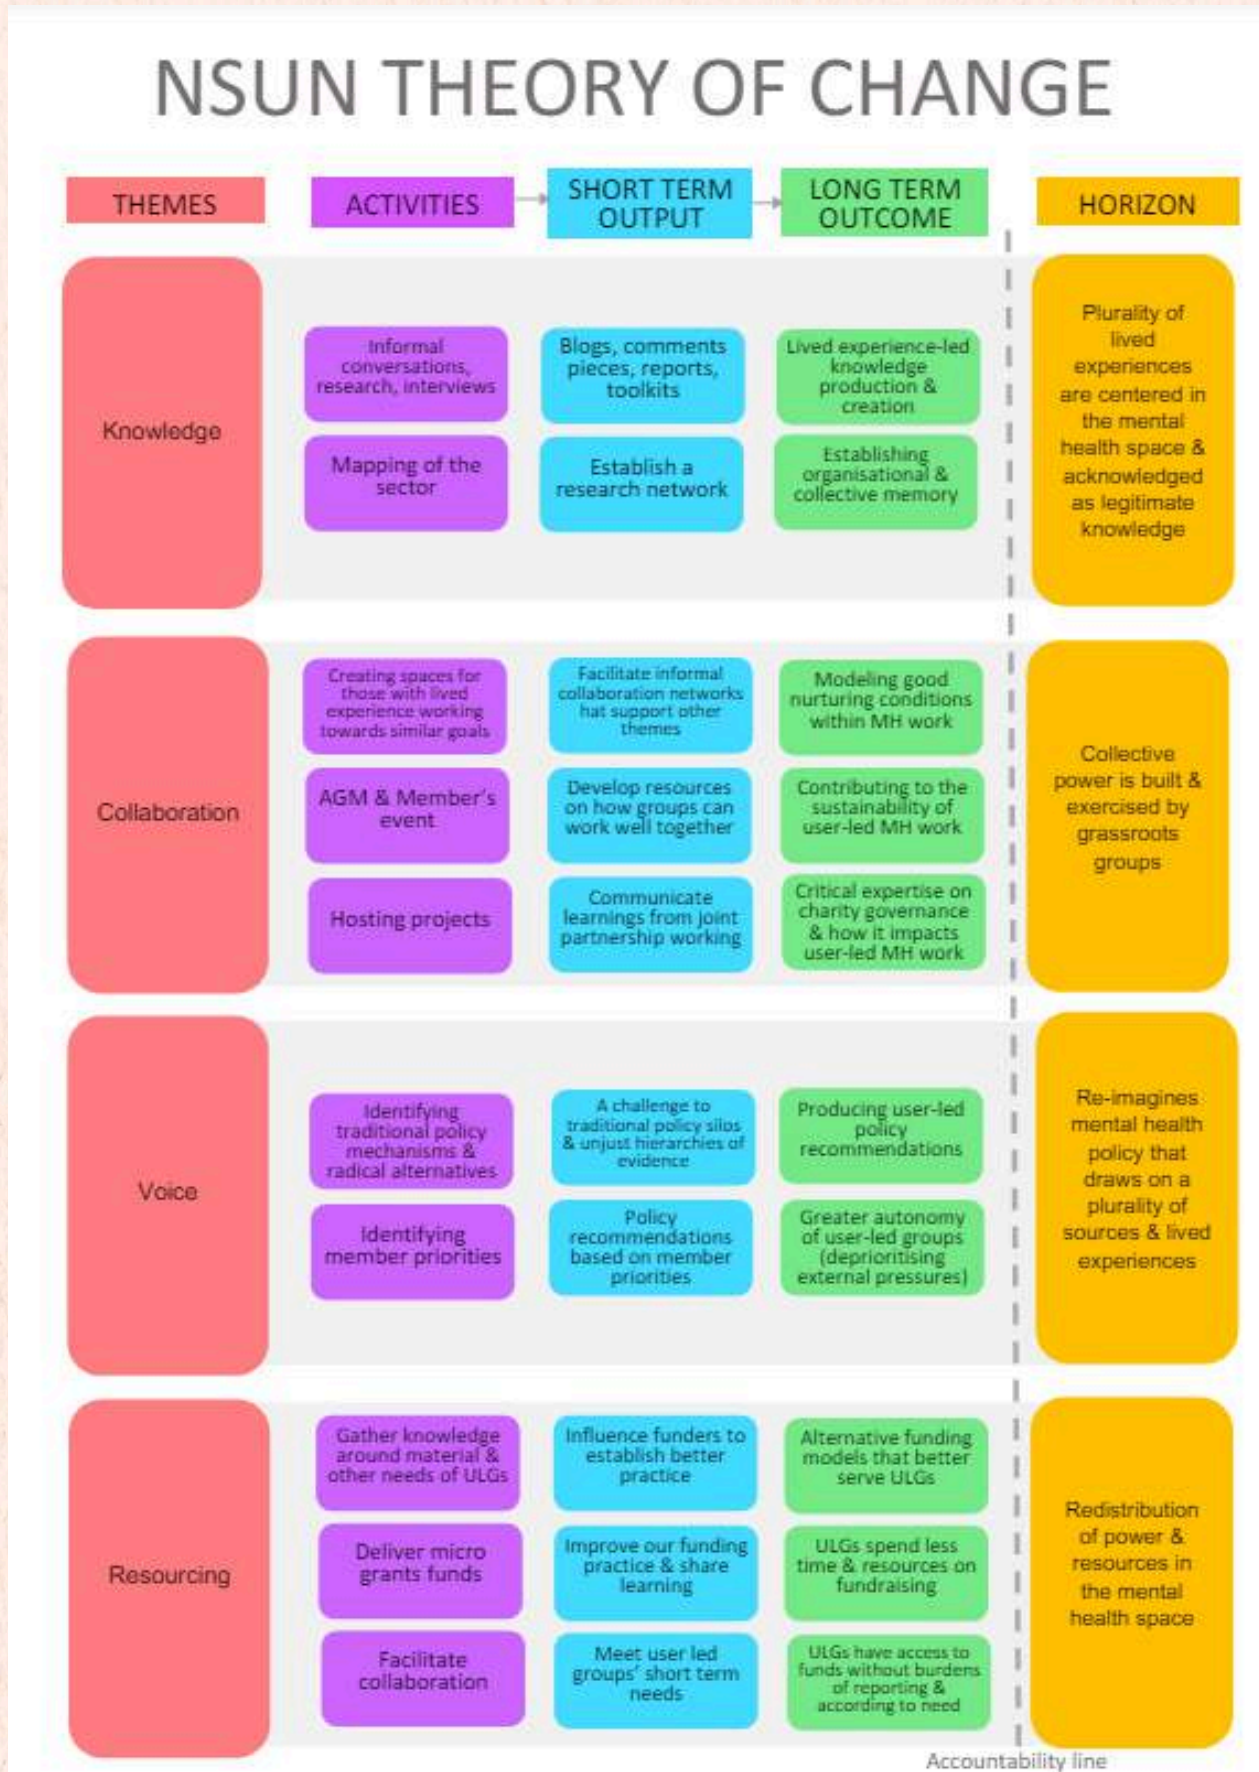 NSUN THEORY OF CHANGE
THEMES
ACTIVITIES
SHORT TERM
OUTPUT
LONG TERM
OUTCOME
HORIZON
Knowledge
Informal
conversations,
research, interviews
Blogs, comments
pieces, reports,
toolkits
Lived experience-led
knowledge
production &
creation
Mapping of the
sector
Establish a
research network
Establishing
organisational &
collective memory
Plurality of
lived
experiences
are centered in
the mental
health space &
acknowledged
as legitimate
knowledge
Collaboration
Creating spaces for
those with lived
experience working
towards similar goals
Facilitate informal
collaboration networks
hat support other
themes
Modeling good
nurturing conditions
within MH work
AGM & Member's
event
Develop resources
on how groups can
work well together
Contributing to the
sustainability of
user-led MH work
Hosting projects
Communicate
learnings from joint
partnership working
Critical expertise on
charity governance
& how it impacts
user-led MH work
Collective
power is built &
exercised by
grassroots
groups
Voice
Identifying
traditional policy
mechanisms &
radical alternatives
A challenge to
traditional policy silos
& unjust hierarchies of
evidence
Producing user-led
policy
recommendations
Identifying
member priorities
Policy
recommendations
based on member
priorities
Greater autonomy
of user-led groups
(deprioritising
external pressures)
Re-imagines
mental health
policy that
draws on a
plurality of
sources & lived
experiences
Resourcing
Gather knowledge
around material &
other needs of ULGs
Influence funders to
establish better
practice
Alternative funding
models that better
serve ULGs
Deliver micro
grants funds
Improve our funding
practice & share
learning
ULGs spend less
time & resources on
fundraising
Facilitate
collaboration
Meet user led
groups' short term
needs
ULGs have access to
funds without burdens
of reporting &
according to need
Redistribution
of power &
resources in
the mental
health space
Accountability line